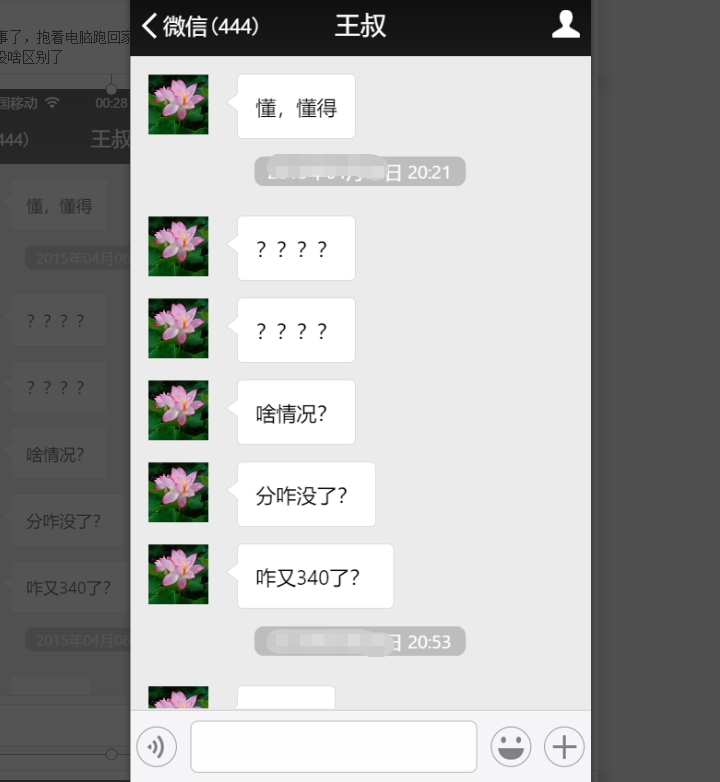 事了，抱着电脑跑回家
没啥区别了
国移动
00:28
444）
王叔
懂，懂得
2015年04月06
？？？？
？？？？
啥情况？
分咋没了？
咋又340了？
2015年04月06
微信（444）
王叔
懂，懂得
日 20:21
？？？？
？？？？
啥情况？
分咋没了？
咋又340了？
日 20:53